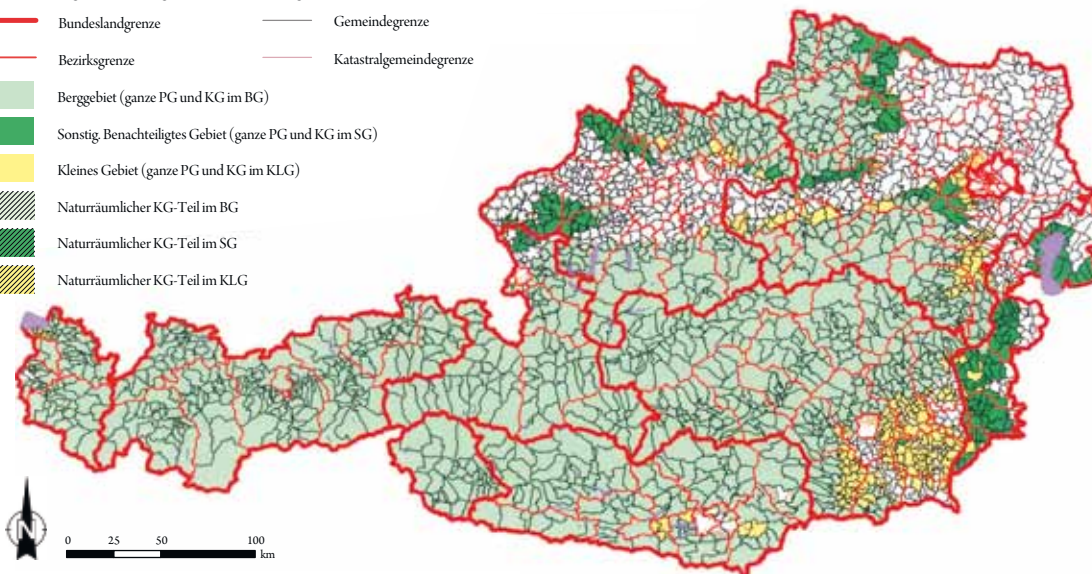 Bundeslandgrenze
Gemeindegrenze
Bezirksgrenze
Katastralgemeindegrenze
Berggebiet (ganze PG und KG im BG)
Sonstig. Benachteiligtes Gebiet (ganze PG und KG im SG)
Kleines Gebiet (ganze PG und KG im KLG)
Naturräumlicher KG-Teil im BG
Naturräumlicher KG-Teil im SG
Naturräumlicher KG-Teil im KLG
N
0 25 50 100
km